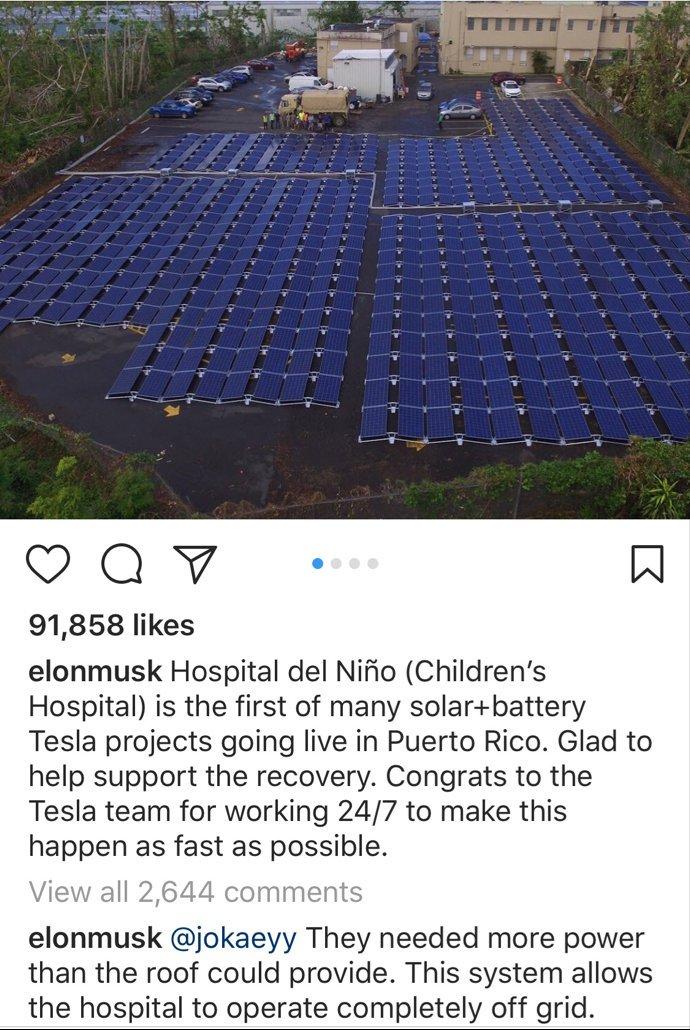 91,858 likes
elonmusk Hospital del Niño (Children’s
Hospital) is the first of many solar+battery
Tesla projects going live in Puerto Rico. Glad to
help support the recovery. Congrats to the
Tesla team for working 24/7 to make this
happen as fast as possible.
View all 2,644 comments
elonmusk @jokaeyy They needed more power
than the roof could provide. This system allows
the hospital to operate completely off grid.